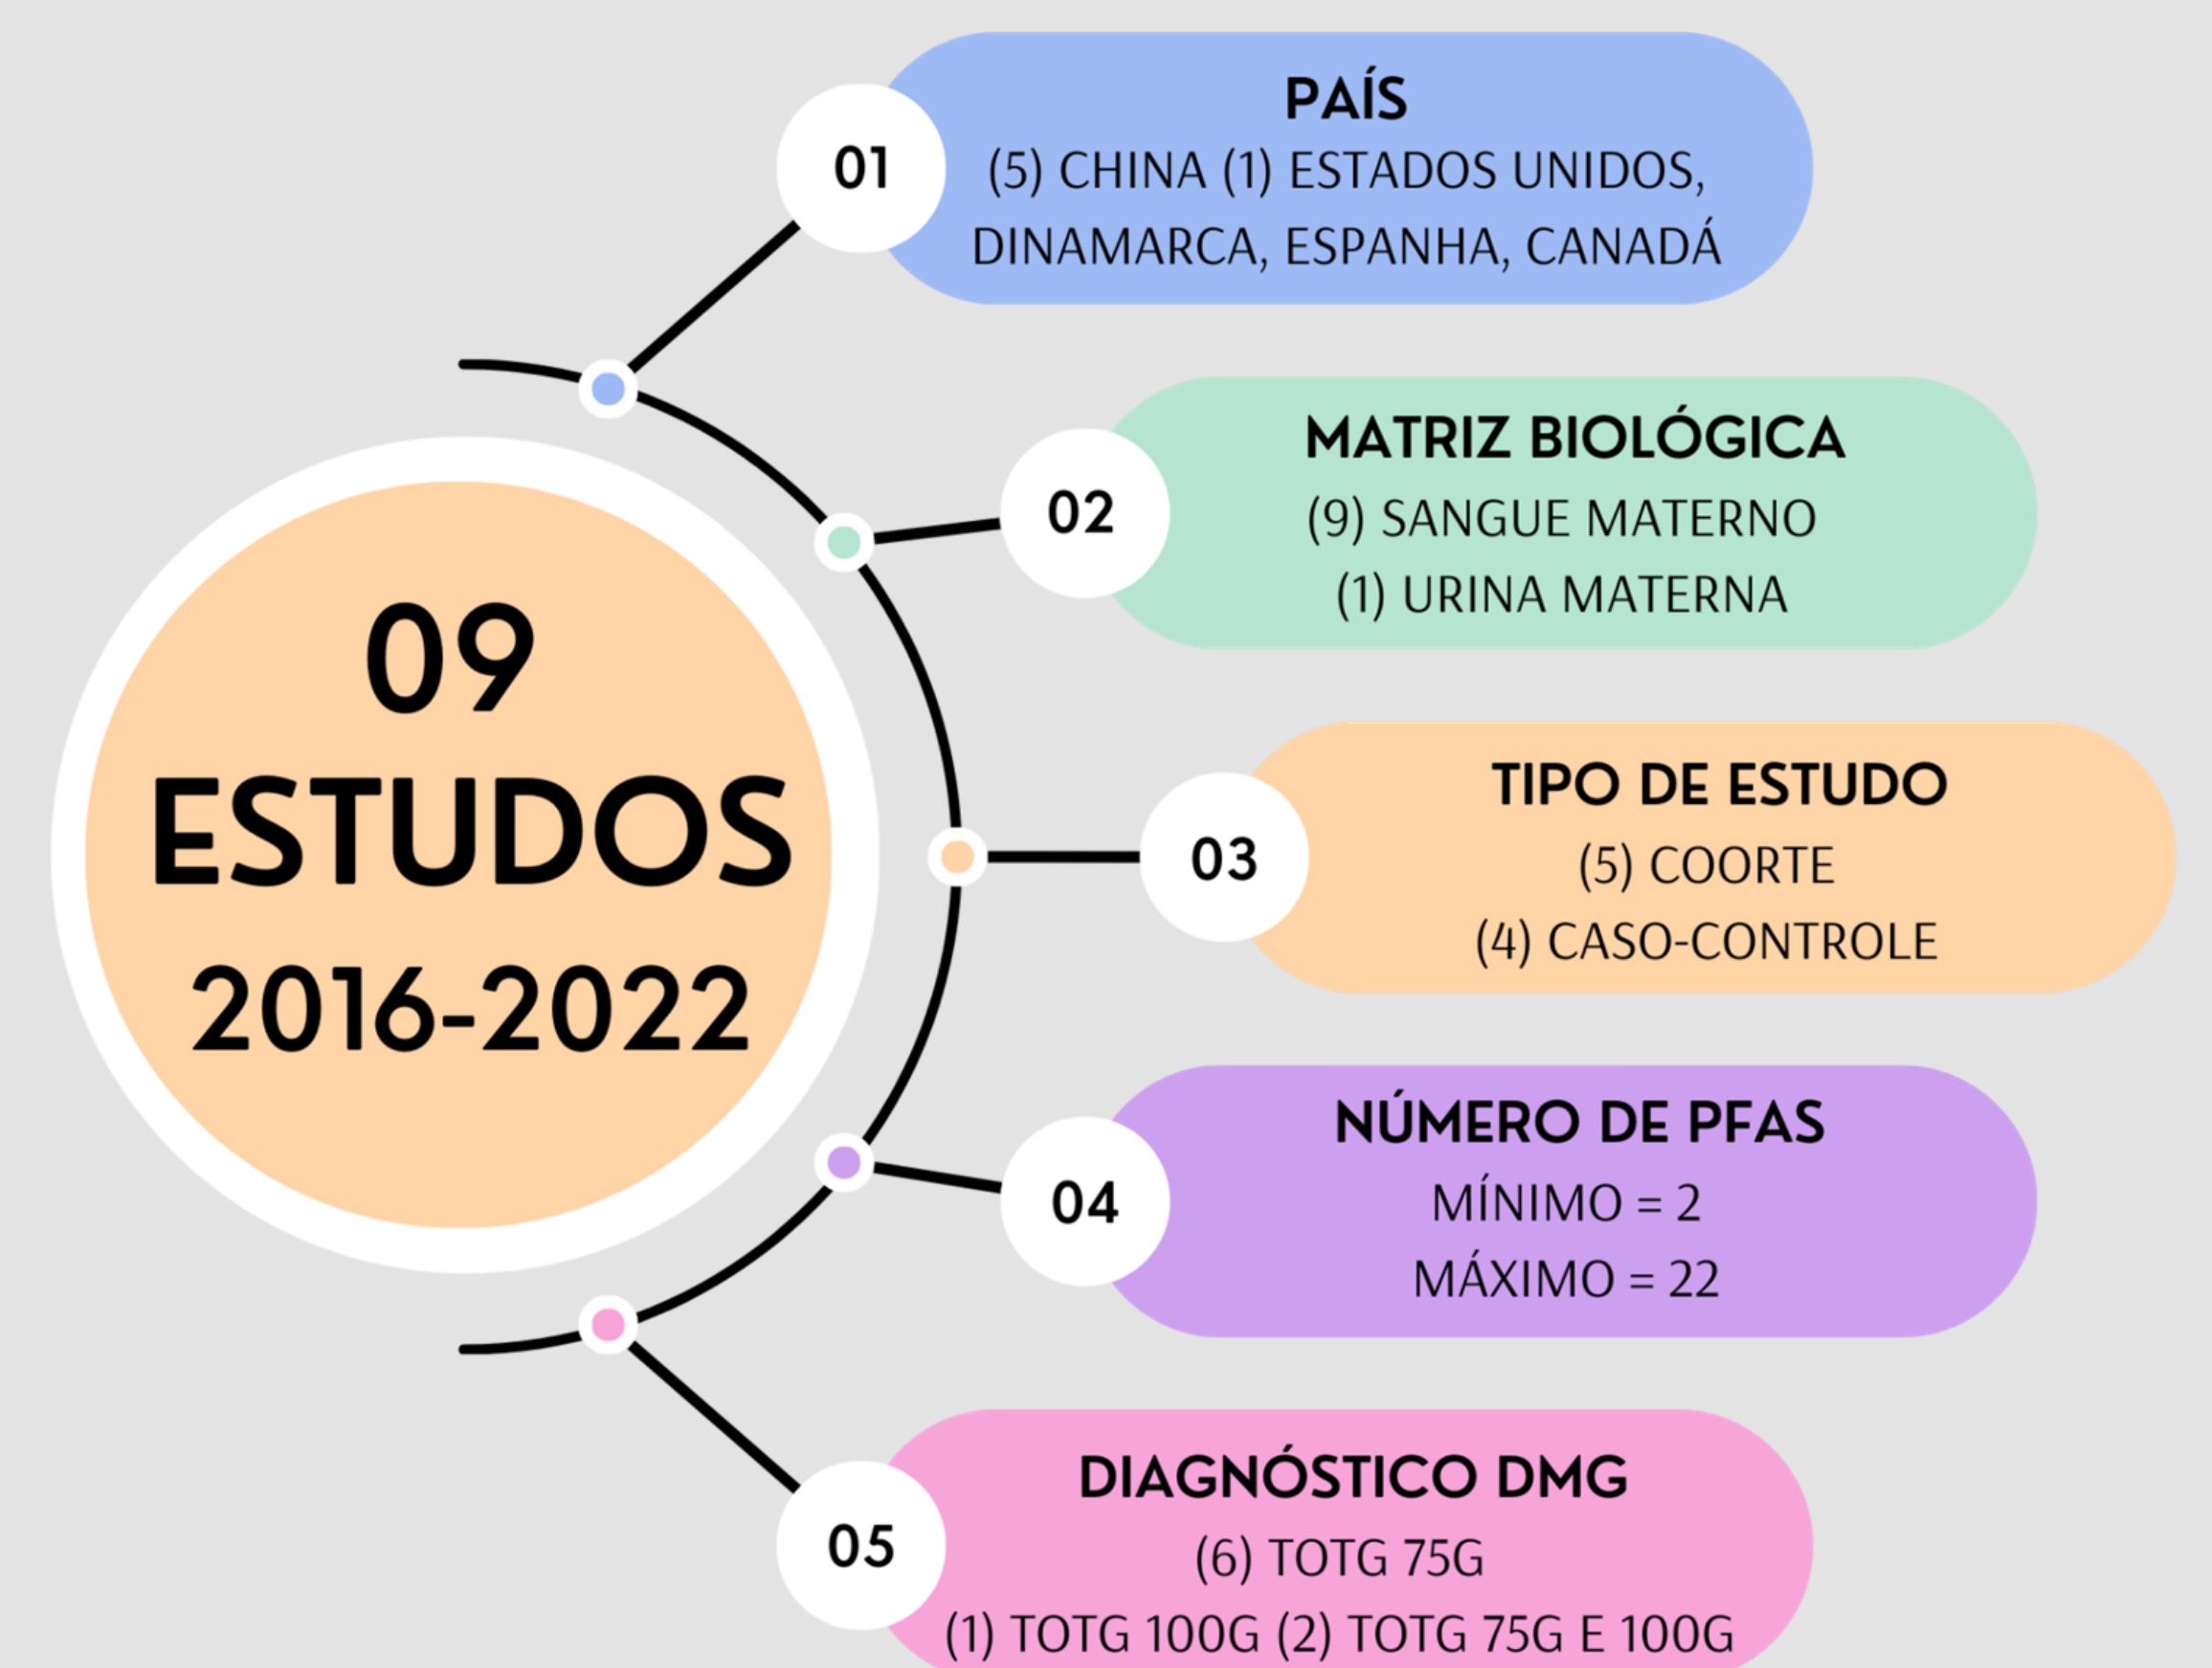 09
ESTUDOS
2016-2022
01
PAÍS
(5) CHINA (1) ESTADOS UNIDOS,
DINAMARCA, ESPANHA, CANADÁ
02
MATRIZ BIOLÓGICA
(9) SANGUE MATERNO
(1) URINA MATERNA
03
TIPO DE ESTUDO
(5) COORTE
(4) CASO-CONTROLE
04
NÚMERO DE PFAS
MÍNIMO = 2
MÁXIMO = 22
05
DIAGNÓSTICO DMG
(6) TOTG 75G
(1) TOTG 100G (2) TOTG 75G E 100G